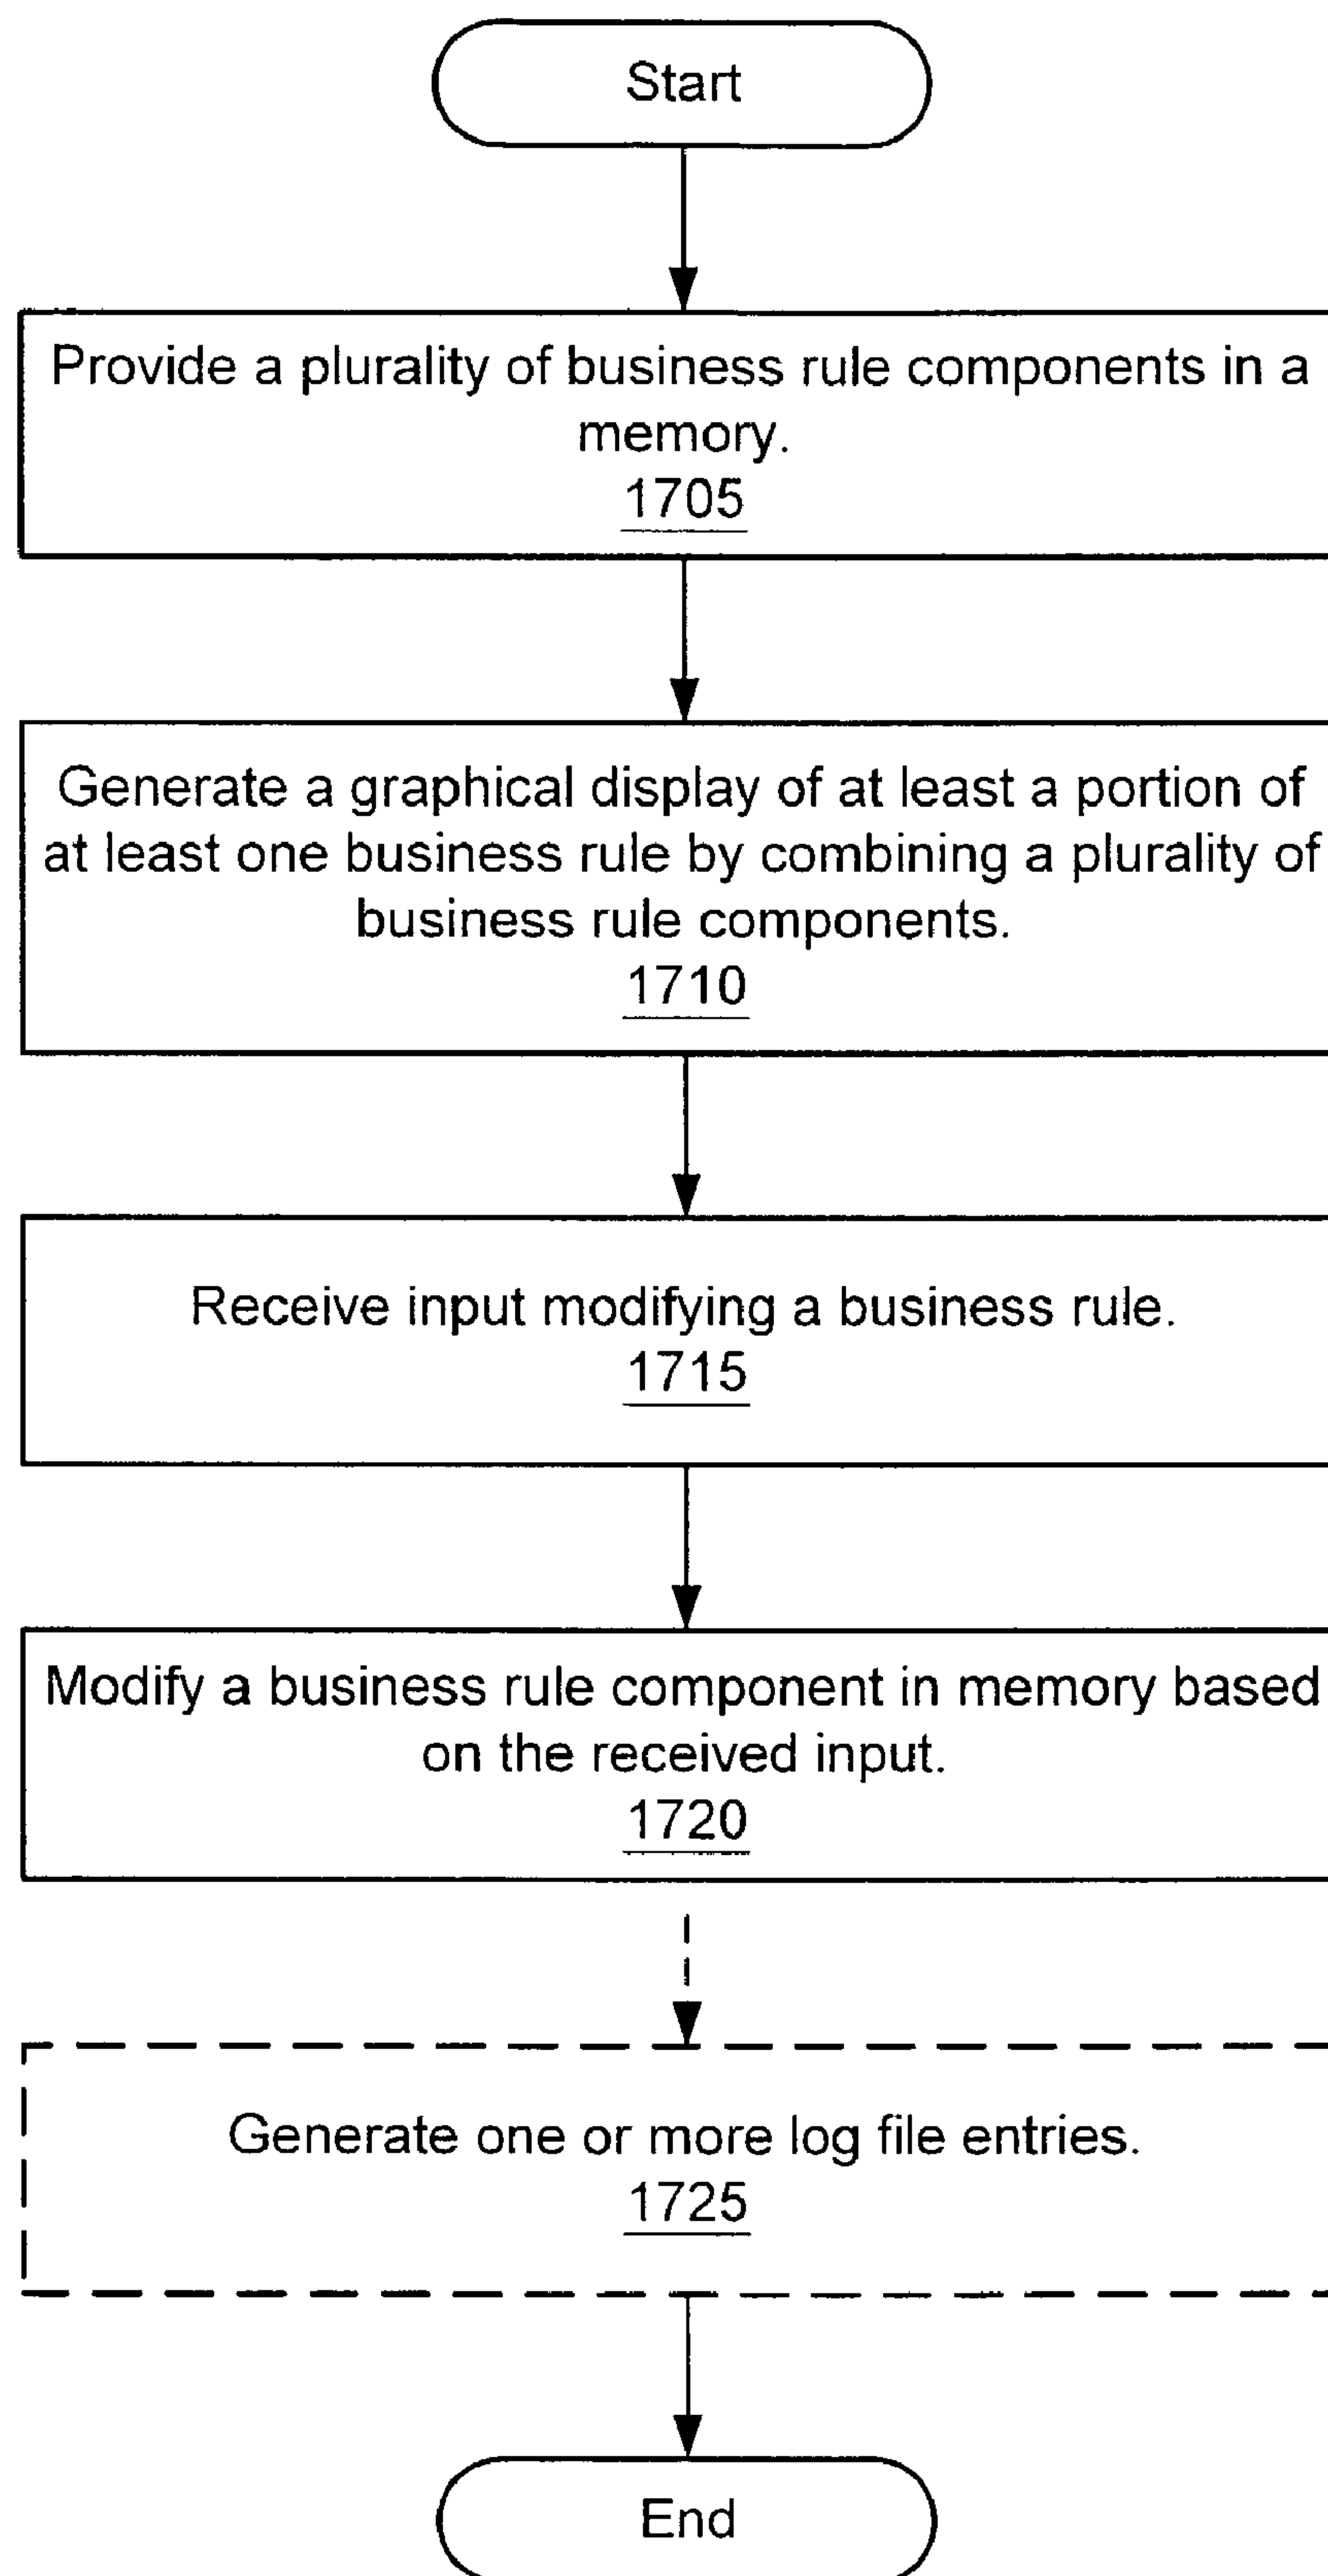 Start
Provide a plurality of business rule components in a
memory.
1705
Generate a graphical display of at least a portion of
at least one business rule by combining a plurality of
business rule components.
1710
Receive input modifying a business rule.
1715
Modify a business rule component in memory based
on the received input.
1720
Generate one or more log file entries.
1725
End